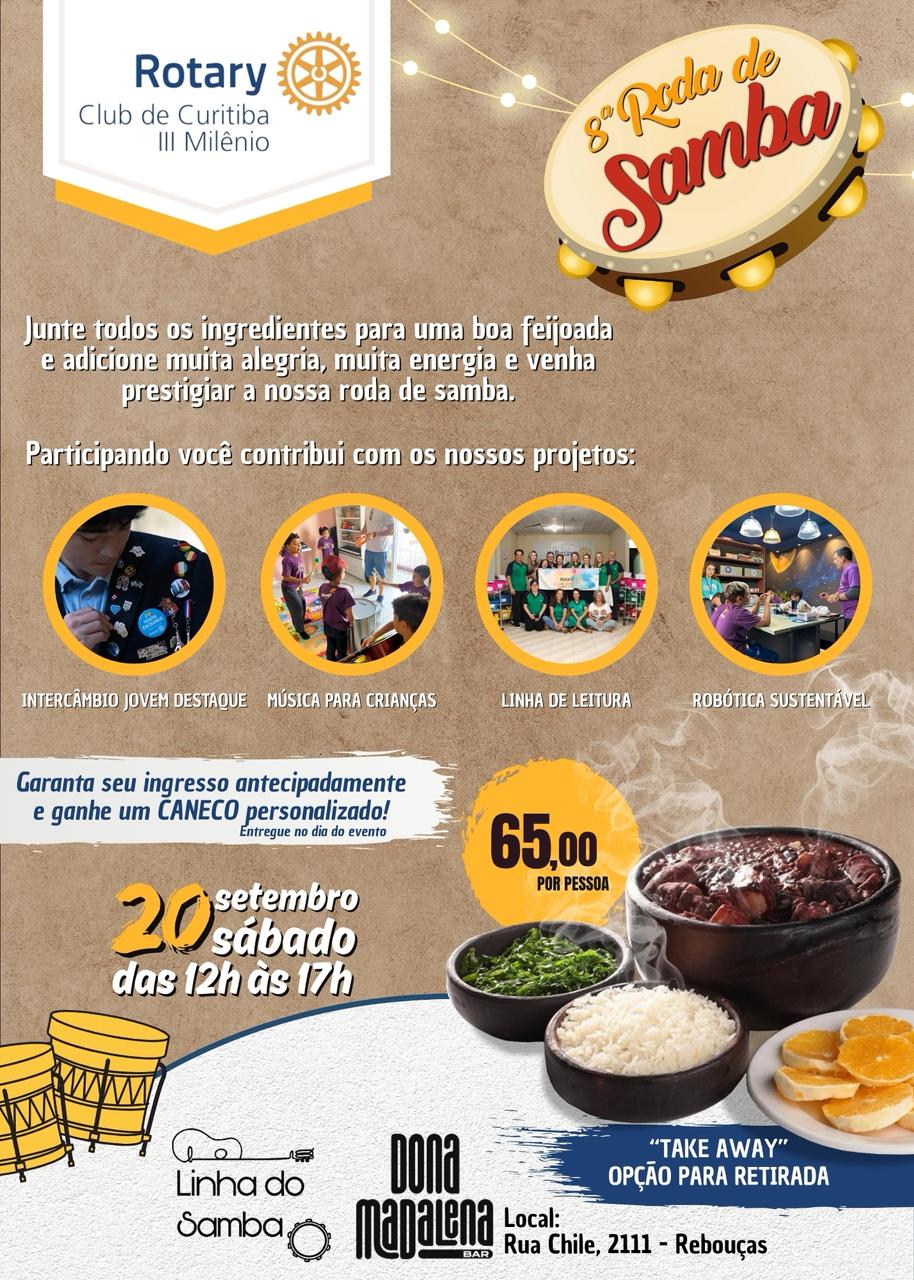 Rotary
Club de Curitiba
III Milênio
8ª Roda de
Samba
Junte todos os ingredientes para uma boa feijoada
e adicione muita alegria, muita energia e venha
prestigiar a nossa roda de samba.
Participando você contribui com os nossos projetos:
INTERCÂMBIO JOVEM DESTAQUE
MÚSICA PARA CRIANÇAS
LINHA DE LEITURA
ROBÓTICA SUSTENTÁVEL
Garanta seu ingresso antecipadamente
e ganhe um CANECO personalizado!
Entregue no dia do evento
65,00
POR PESSOA
20 setembro
sábado
das 12h às 17h
"TAKE AWAY"
OPÇÃO PARA RETIRADA
Linha do
Samba
DONA
MADALENA
BAR
Local:
Rua Chile, 2111 - Rebouças